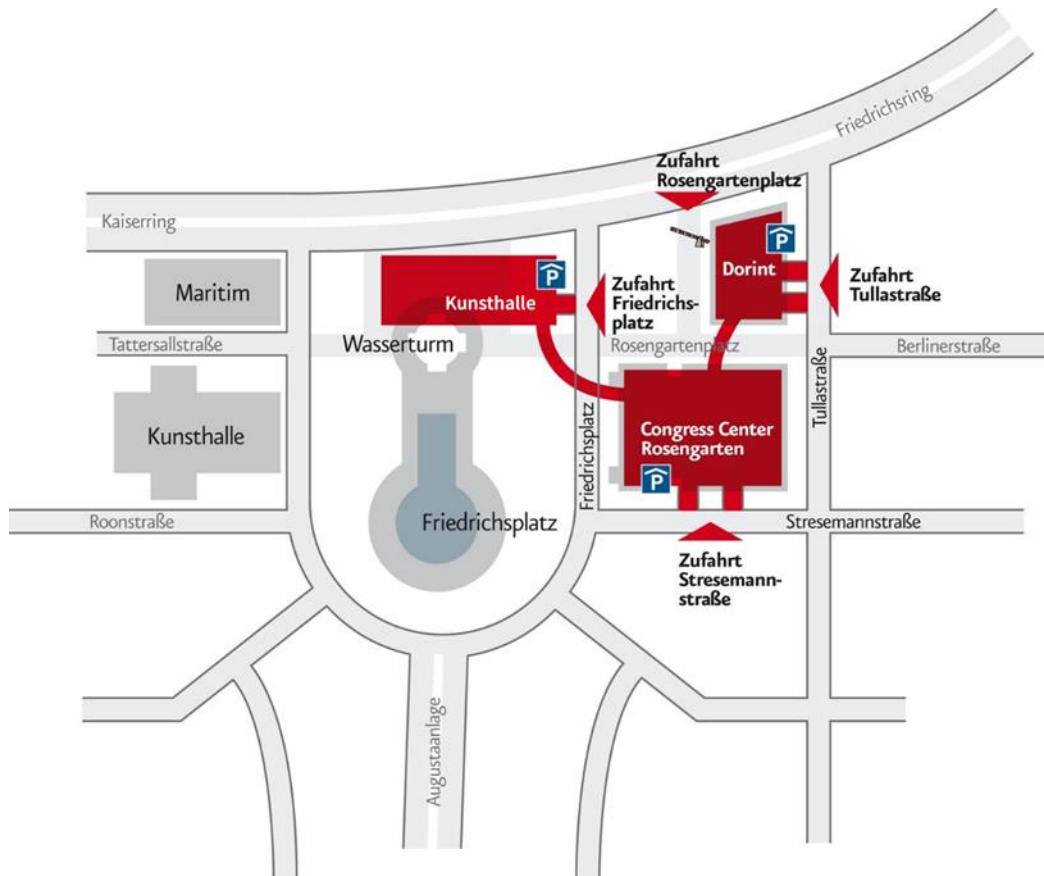 Friedrichsring
Zufahrt
Rosengartenplatz
Kaiserring
P
Dorint
P
Maritim
Kunsthalle
Zufahrt
Friedrichs-
platz
Zufahrt
Tullastraße
Tattersallstraße
Wasserturm
Rosengartenplatz
Berlinerstraße
Tullastraße
Kunsthalle
Friedrichsplatz
Congress Center
Rosengarten
P
Roonstraße
Friedrichsplatz
Stresemannstraße
Zufahrt
Stresemann-
straße
Augustaanlage